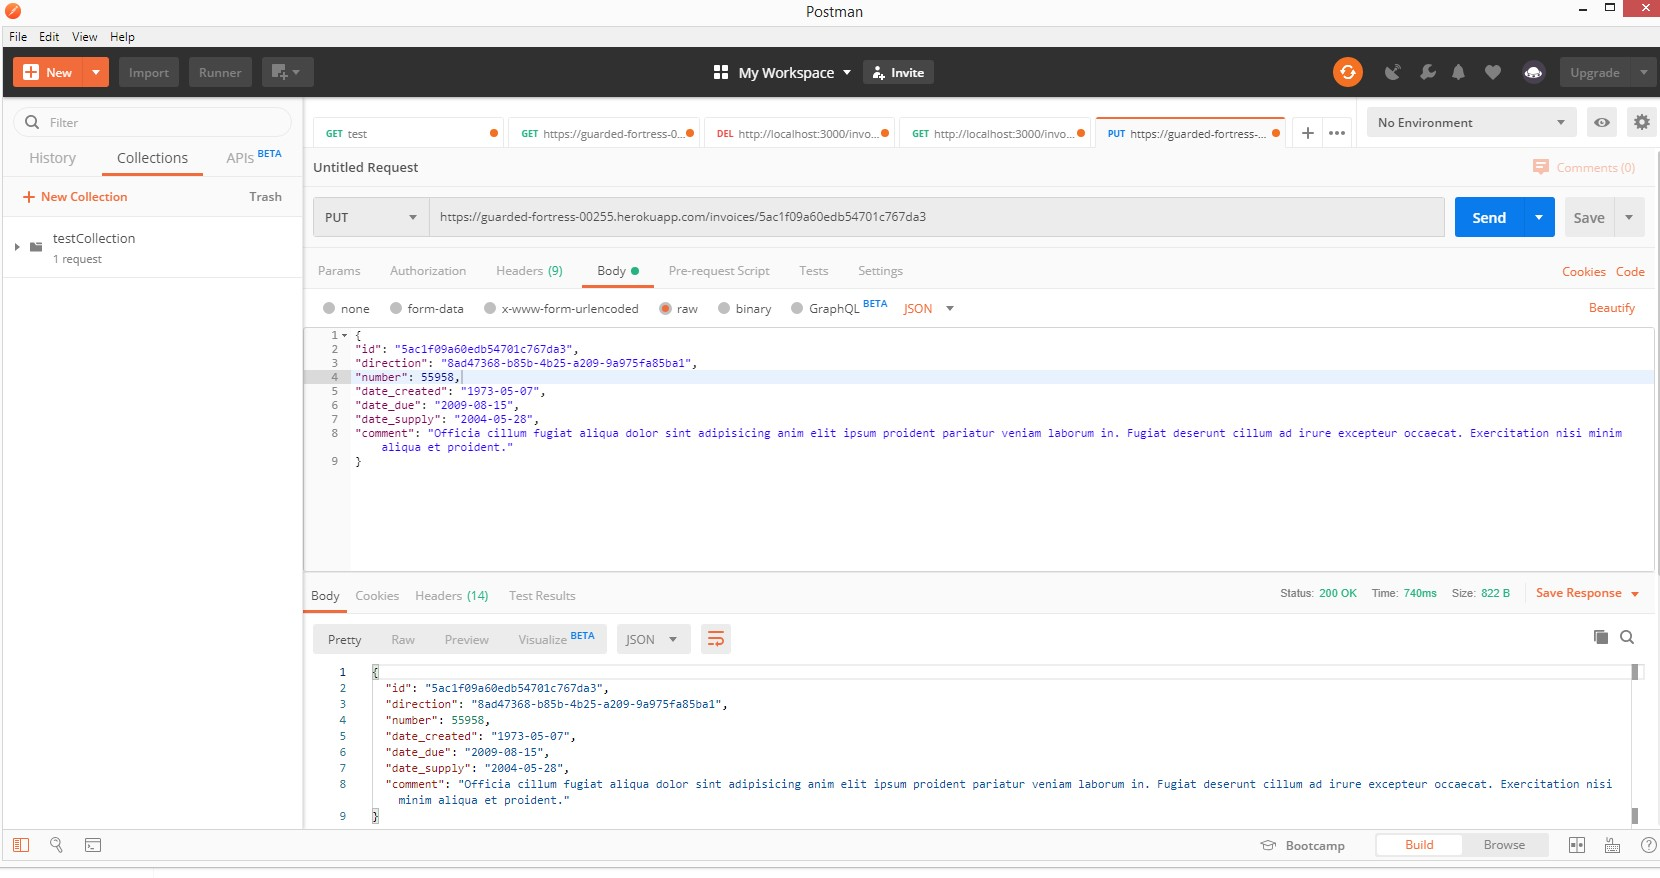 Postman
File Edit View Help
New Import Runner My Workspace Invite Upgrade
Filter
History Collections APIs BETA
New Collection Trash
testCollection
1 request
GET test GET https://guarded-fortress-0... DEL http://localhost:3000/invo... GET http://localhost:3000/invo... PUT https://guarded-fortress-... No Environment
Untitled Request Comments (0)
PUT https://guarded-fortress-00255.herokuapp.com/invoices/5ac1f09a60edb54701c767da3 Send Save
Params Authorization Headers (9) Body Pre-request Script Tests Settings Cookies Code
none form-data x-www-form-urlencoded raw binary GraphQL BETA JSON Beautify
1 {
2 "id": "5ac1f09a60edb54701c767da3",
3 "direction": "8ad47368-b85b-4b25-a209-9a975fa85ba1",
4 "number": 55958,
5 "date_created": "1973-05-07",
6 "date_due": "2009-08-15",
7 "date_supply": "2004-05-28",
8 "comment": "Officia cillum fugiat aliqua dolor sint adipisicing anim elit ipsum proident pariatur veniam laborum in. Fugiat deserunt cillum ad irure excepteur occaecat. Exercitation nisi minim
aliqua et proident."
9 }
Body Cookies Headers (14) Test Results Status: 200 OK Time: 740ms Size: 822 B Save Response
Pretty Raw Preview Visualize BETA JSON
1 {
2 "id": "5ac1f09a60edb54701c767da3",
3 "direction": "8ad47368-b85b-4b25-a209-9a975fa85ba1",
4 "number": 55958,
5 "date_created": "1973-05-07",
6 "date_due": "2009-08-15",
7 "date_supply": "2004-05-28",
8 "comment": "Officia cillum fugiat aliqua dolor sint adipisicing anim elit ipsum proident pariatur veniam laborum in. Fugiat deserunt cillum ad irure excepteur occaecat. Exercitation nisi
minim aliqua et proident."
9 }
Bootcamp Build Browse